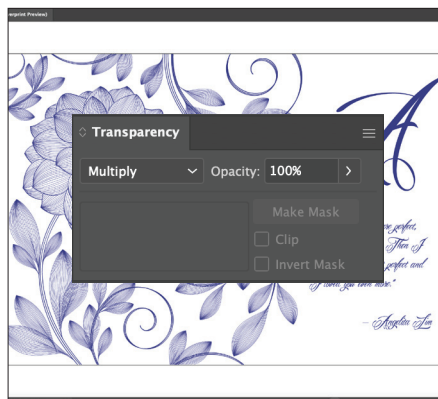 erprint Preview)
Transparency
Multiply Opacity: 100%
Make Mask
Clip
Invert Mask
A
perfect,
Then I
perfect and
I loved you even more."
– Angelita Lim